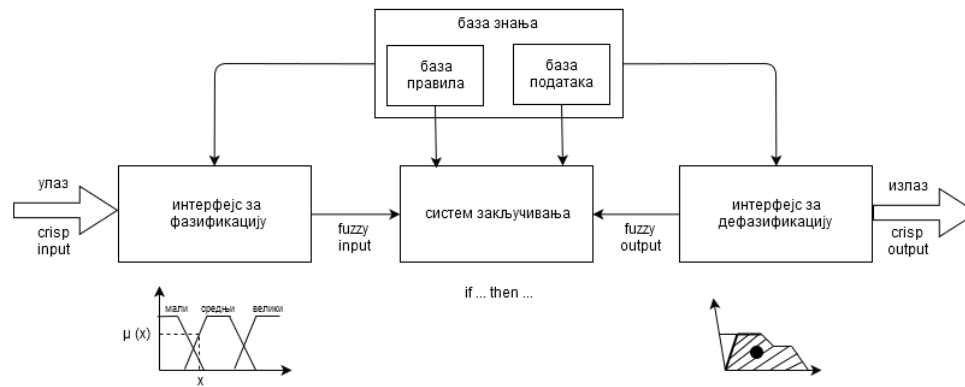 база знања
база
правила
база
података
улаз
crisp
input
интерфејс за
фазификацију
fuzzy
input
систем закључивања
if ... then ...
fuzzy
output
интерфејс за
дефазификацију
излаз
crisp
output
мали средњи велики
μ (x)
x